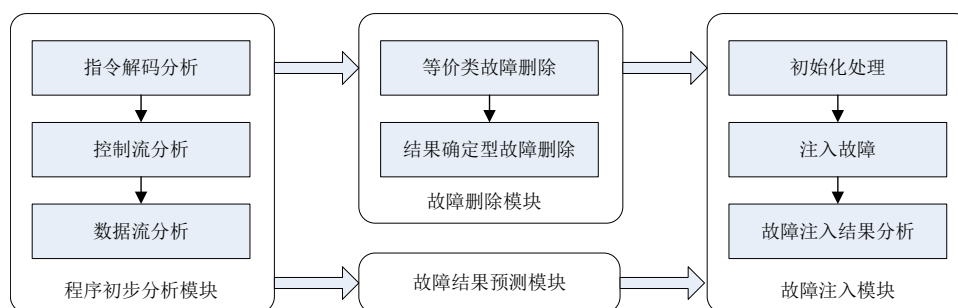 指令解码分析
控制流分析
数据流分析
程序初步分析模块
等价类故障删除
结果确定型故障删除
故障删除模块
故障结果预测模块
初始化处理
注入故障
故障注入结果分析
故障注入模块